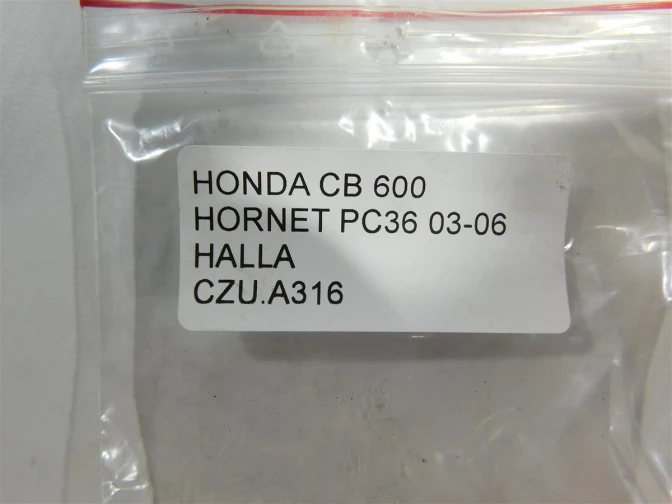 HONDA CB 600
HORNET PC36 03-06
HALLA
CZU.A316